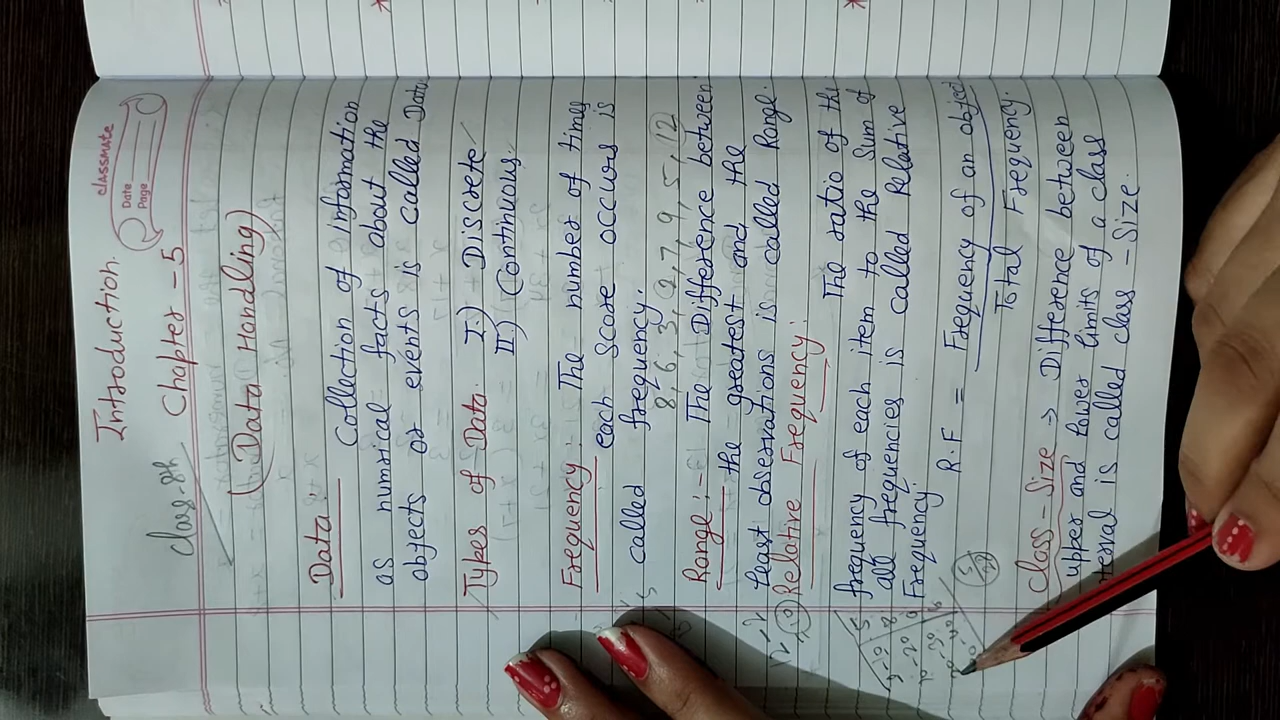 classmate
Date
Page
Introduction.
Class-8th
Chapter - 5
(Data Handling)
Data :
Collection of information
as numrical facts about the
objects or events is called Data
Types of Data. I.) Discrete
II) Continuous.
Frequency : The number of times
each score occurs is
called frequency.
8, 6, 3, 2, 7, 9, 5, 12
Range :- The Difference between
the greatest and the
least observations is called Range.
12-2
10
Relative Frequency :
The ratio of the
frequency of each item to the Sum of
all frequencies is called Relative
Frequency.
R.F = Frequency of an object
Total Frequency.
Class-Size → Difference between
upper and lower limits of a class
terval is called class-Size.